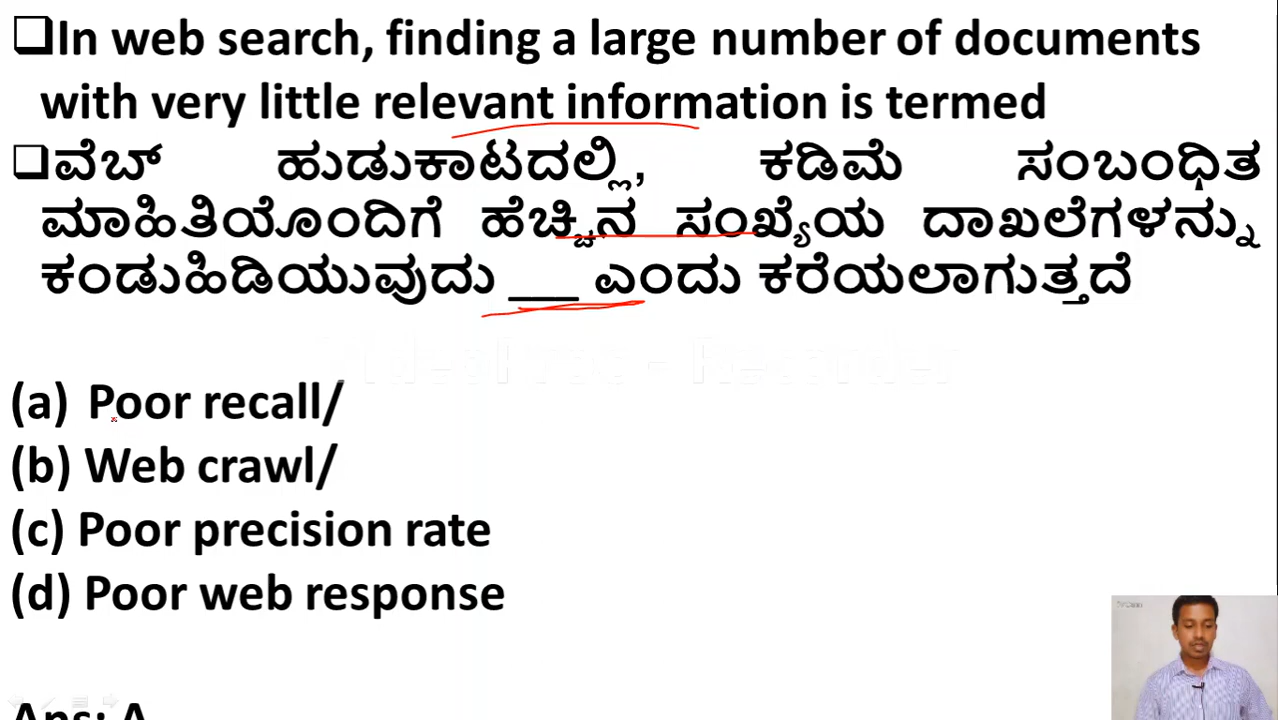 In web search, finding a large number of documents
with very little relevant information is termed
ವೆಬ್ ಹುಡುಕಾಟದಲ್ಲಿ, ಕಡಿಮೆ ಸಂಬಂಧಿತ
ಮಾಹಿತಿಯೊಂದಿಗೆ ಹೆಚ್ಚಿನ ಸಂಖ್ಯೆಯ ದಾಖಲೆಗಳನ್ನು
ಕಂಡುಹಿಡಿಯುವುದು ___ ಎಂದು ಕರೆಯಲಾಗುತ್ತದೆ
(a) Poor recall/
(b) Web crawl/
(c) Poor precision rate
(d) Poor web response
Ans: A